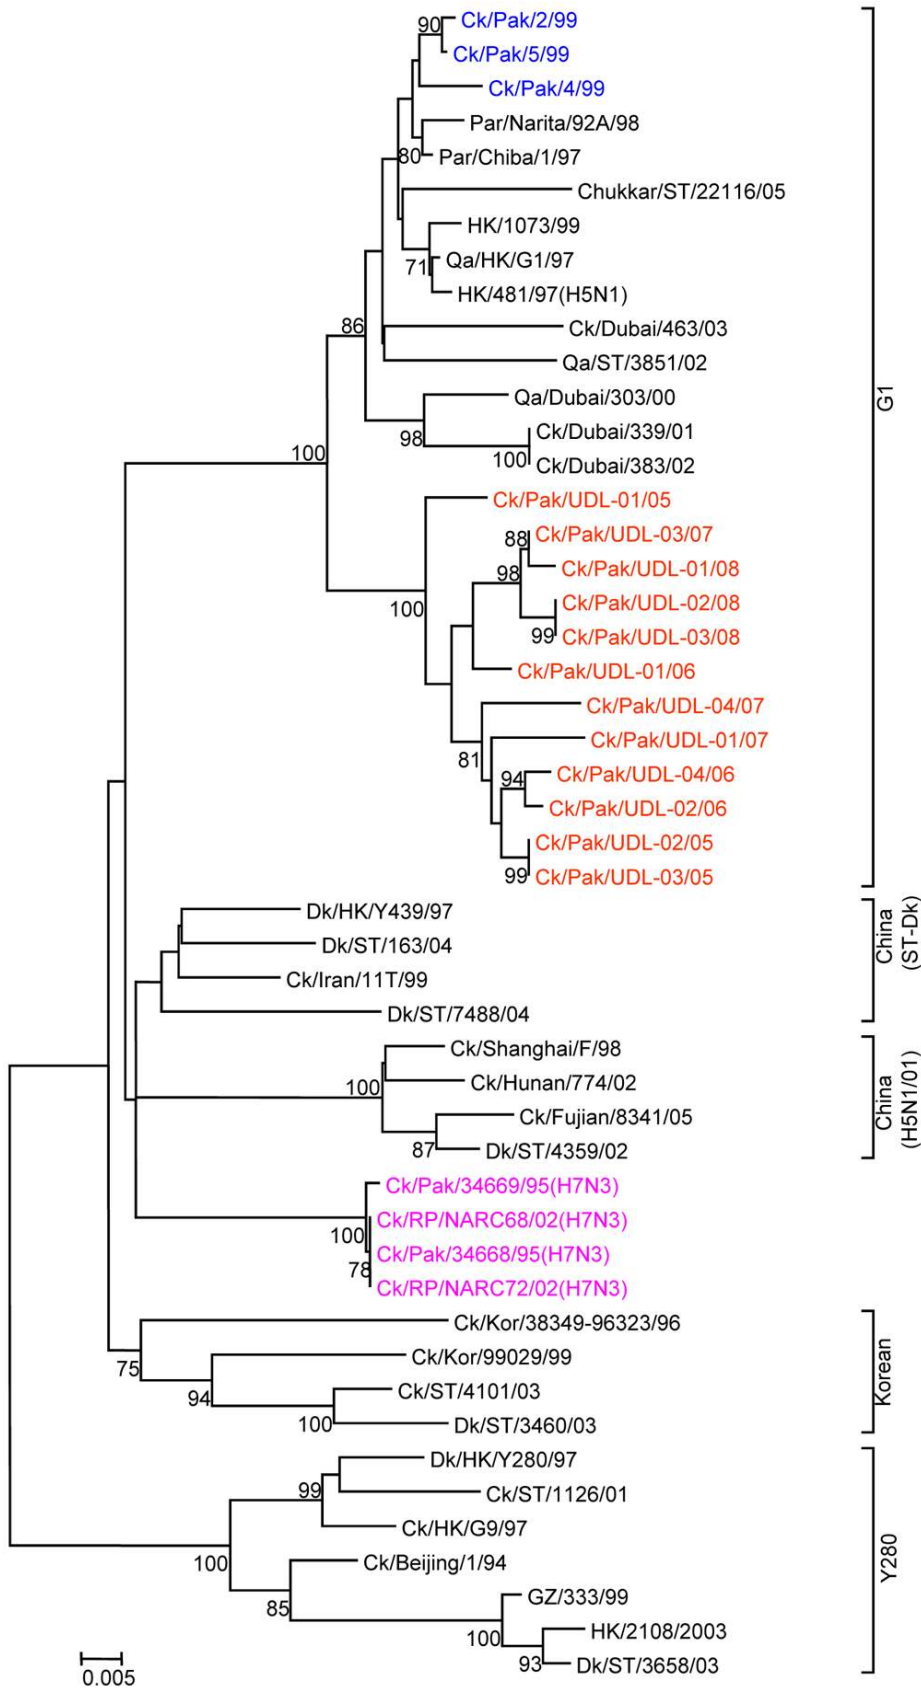 90
Ck/Pak/2/99
Ck/Pak/5/99
Ck/Pak/4/99
Par/Narita/92A/98
80
Par/Chiba/1/97
Chukkar/ST/22116/05
HK/1073/99
71
Qa/HK/G1/97
HK/481/97(H5N1)
86
Ck/Dubai/463/03
Qa/ST/3851/02
Qa/Dubai/303/00
G1
98
Ck/Dubai/339/01
100
100
Ck/Dubai/383/02
Ck/Pak/UDL-01/05
88
Ck/Pak/UDL-03/07
98
Ck/Pak/UDL-01/08
100
Ck/Pak/UDL-02/08
99
Ck/Pak/UDL-03/08
Ck/Pak/UDL-01/06
Ck/Pak/UDL-04/07
81
Ck/Pak/UDL-01/07
94
Ck/Pak/UDL-04/06
Ck/Pak/UDL-02/06
Ck/Pak/UDL-02/05
99
Ck/Pak/UDL-03/05
Dk/HK/Y439/97
Dk/ST/163/04
China
(ST-Dk)
Ck/Iran/11T/99
Dk/ST/7488/04
Ck/Shanghai/F/98
100
Ck/Hunan/774/02
China
(H5N1/01)
Ck/Fujian/8341/05
87
Dk/ST/4359/02
Ck/Pak/34669/95(H7N3)
100
Ck/RP/NARC68/02(H7N3)
78
Ck/Pak/34668/95(H7N3)
Ck/RP/NARC72/02(H7N3)
Ck/Kor/38349-96323/96
75
Ck/Kor/99029/99
Korean
94
Ck/ST/4101/03
100
Dk/ST/3460/03
Dk/HK/Y280/97
99
Ck/ST/1126/01
Ck/HK/G9/97
100
Ck/Beijing/1/94
Y280
85
GZ/333/99
100
HK/2108/2003
93
Dk/ST/3658/03
0.005